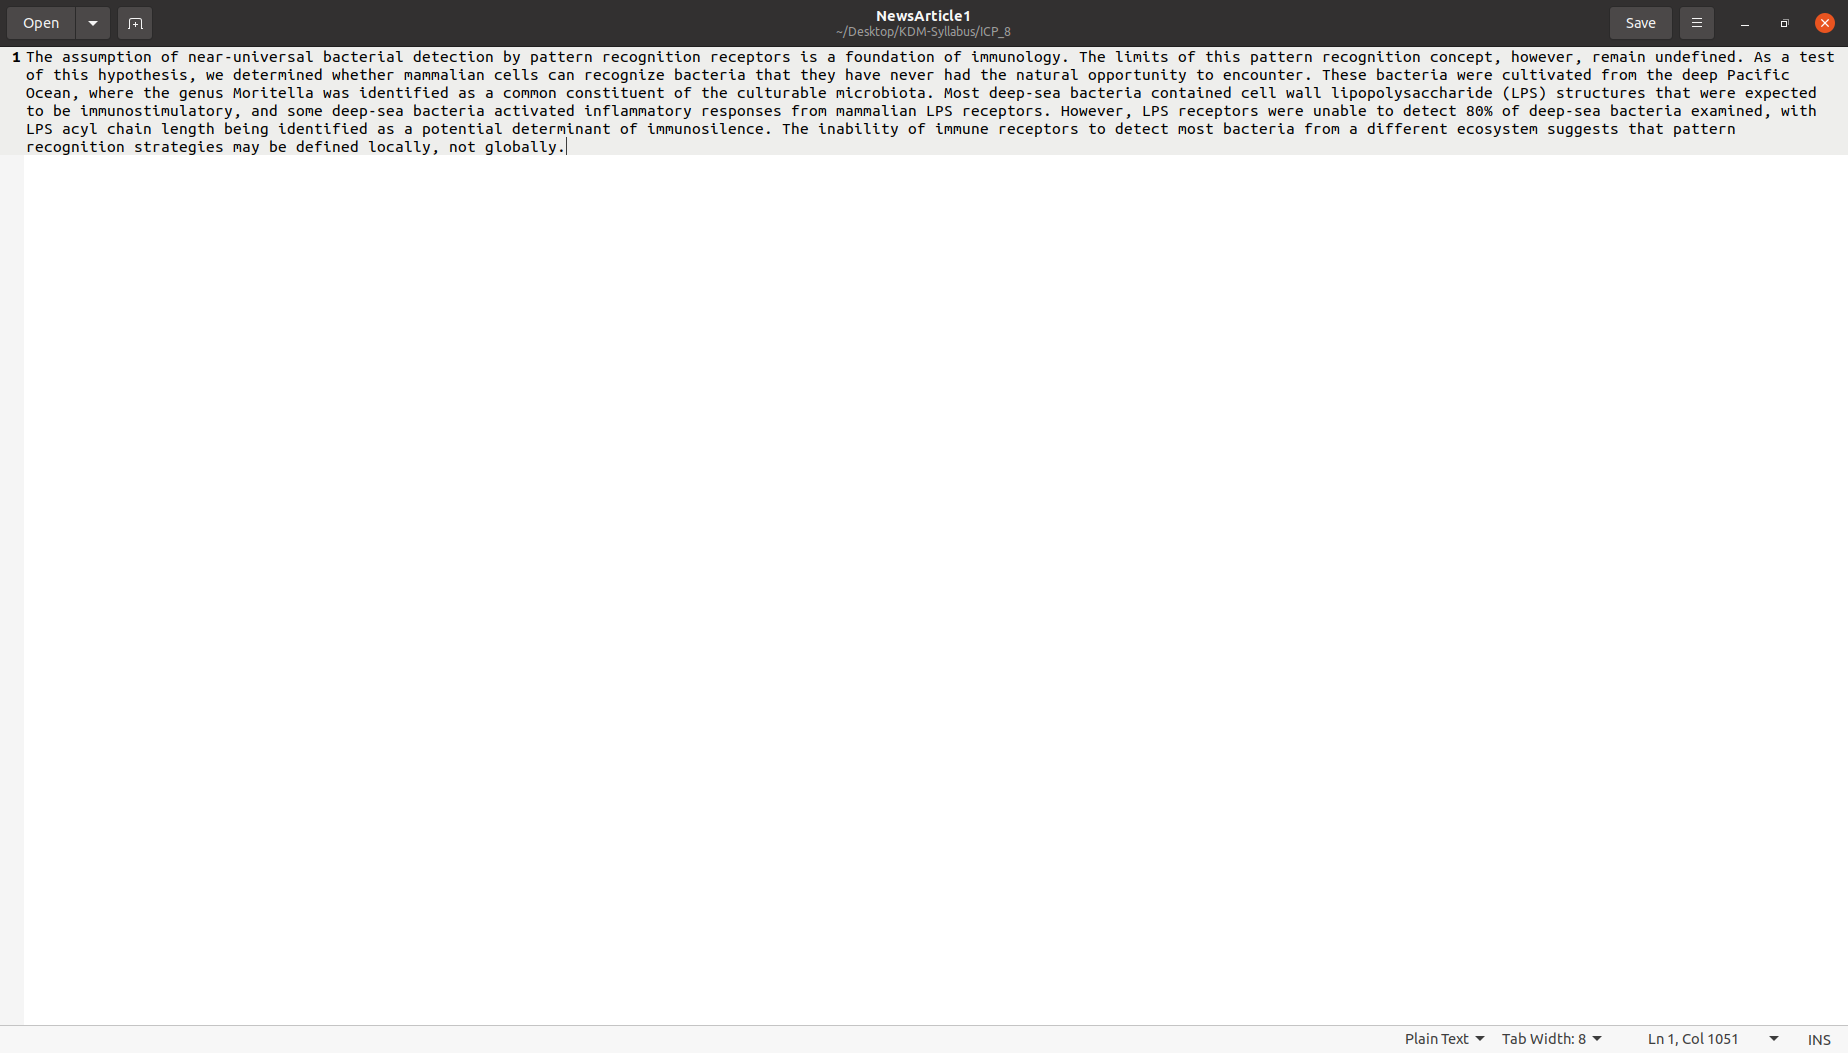 Open
NewsArticle1
~/Desktop/KDM-Syllabus/ICP_8
Save
1 The assumption of near-universal bacterial detection by pattern recognition receptors is a foundation of immunology. The limits of this pattern recognition concept, however, remain undefined. As a test
of this hypothesis, we determined whether mammalian cells can recognize bacteria that they have never had the natural opportunity to encounter. These bacteria were cultivated from the deep Pacific
Ocean, where the genus Moritella was identified as a common constituent of the culturable microbiota. Most deep-sea bacteria contained cell wall lipopolysaccharide (LPS) structures that were expected
to be immunostimulatory, and some deep-sea bacteria activated inflammatory responses from mammalian LPS receptors. However, LPS receptors were unable to detect 80% of deep-sea bacteria examined, with
LPS acyl chain length being identified as a potential determinant of immunosilence. The inability of immune receptors to detect most bacteria from a different ecosystem suggests that pattern
recognition strategies may be defined locally, not globally.
Plain Text Tab Width: 8 Ln 1, Col 1051 INS